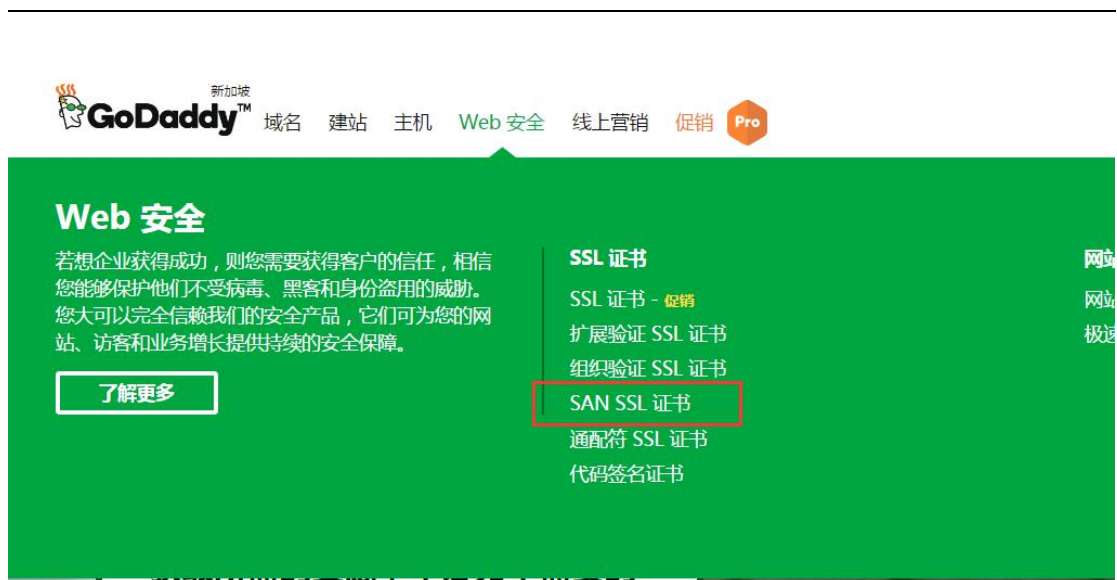 新加坡
GoDaddy™
域名 建站 主机 Web 安全 线上营销 促销 Pro
Web 安全
若想企业获得成功，则您需要获得客户的信任，相信
您能够保护他们不受病毒、黑客和身份盗用的威胁。
您大可以完全信赖我们的安全产品，它们可为您的网
站、访客和业务增长提供持续的安全保障。
了解更多
SSL 证书
SSL 证书 - 促销
扩展验证 SSL 证书
组织验证 SSL 证书
SAN SSL 证书
通配符 SSL 证书
代码签名证书
网站
网站
极速